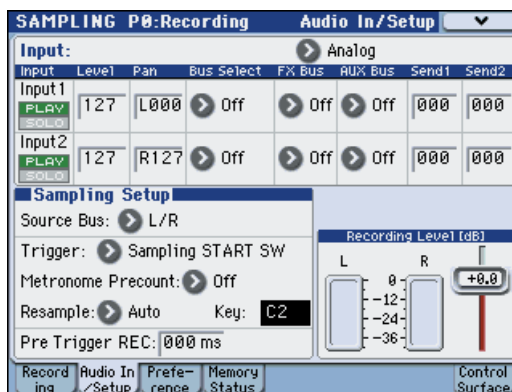 SAMPLING P0:Recording Audio In/Setup
Input: Analog
Input Level Pan Bus Select FX Bus AUX Bus Send1 Send2
Input1
PLAY 127 L000 Off Off Off 000 000
SOLO
Input2
PLAY 127 R127 Off Off Off 000 000
SOLO
Sampling Setup
Source Bus: L/R
Trigger: Sampling START SW
Metronome Precount: Off
Resample: Auto Key: C2
Pre Trigger REC: 000 ms
Recording Level [dB]
L R
0
-12
-24
-36
+0.0
Record Audio In Prefe- Memory Control
ing /Setup rence Status Surface